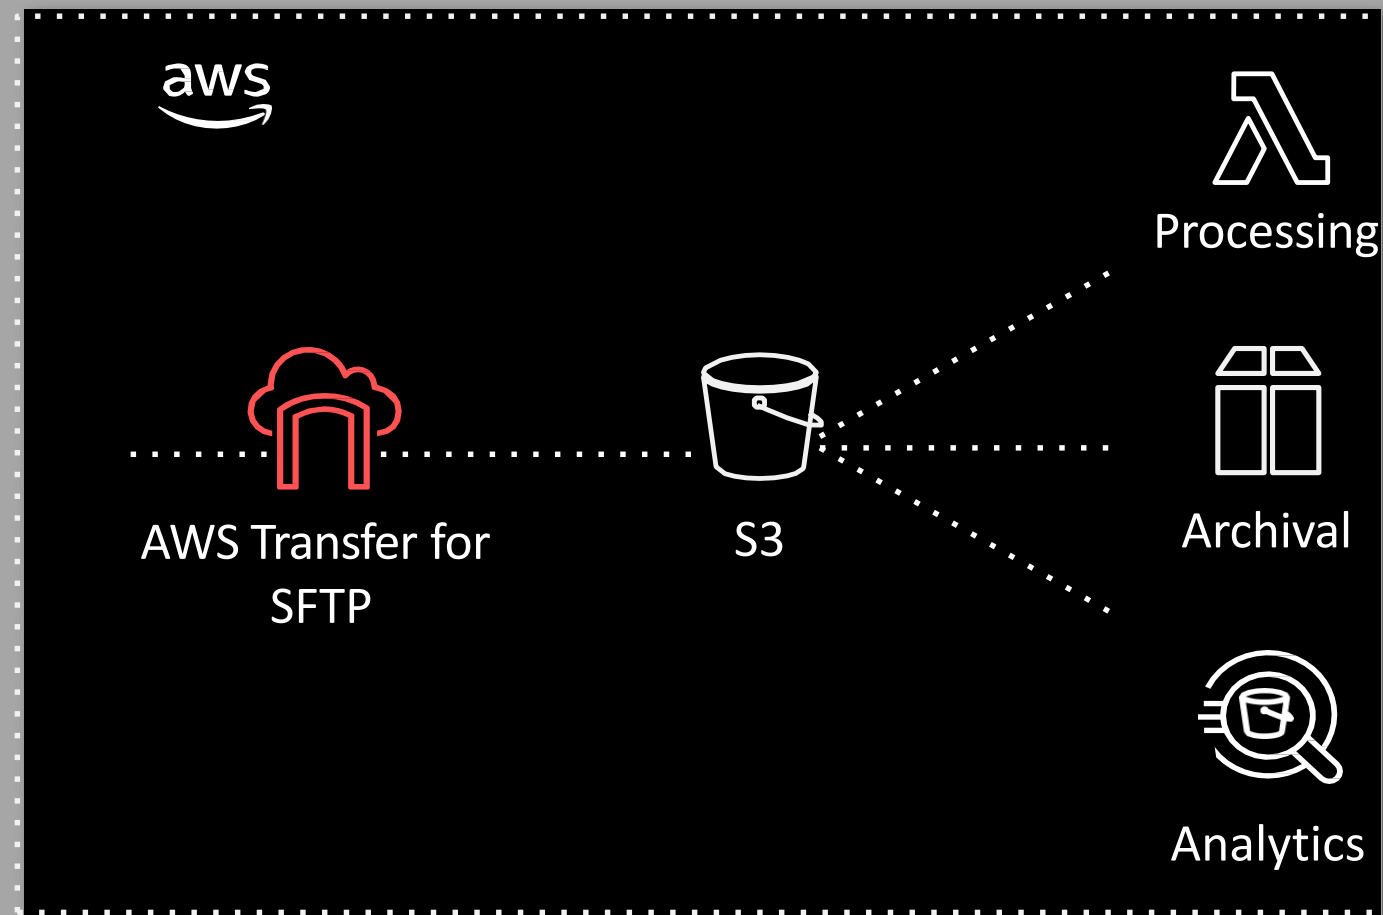 aws
Processing
AWS Transfer for
SFTP
S3
Archival
Analytics